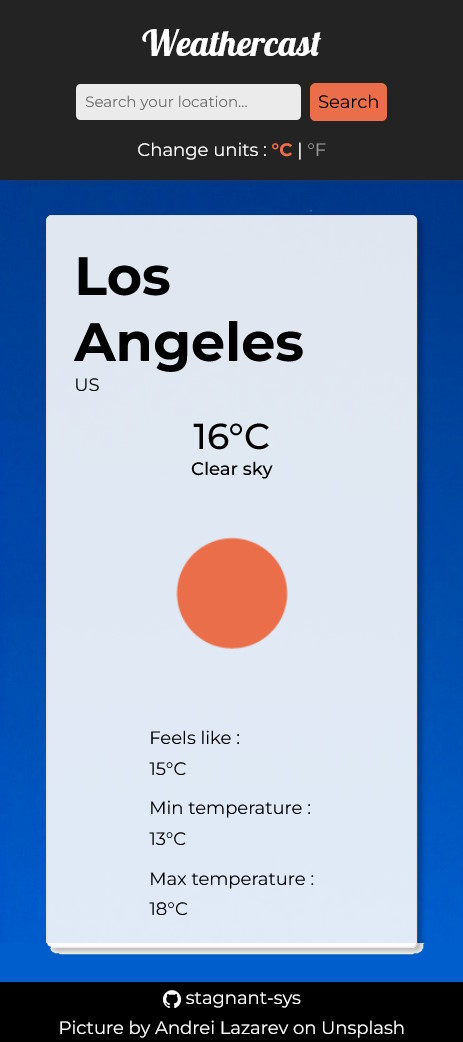 Weathercast
Search your location...
Search
Change units : °C | °F
Los
Angeles
US
16°C
Clear sky
Feels like :
15°C
Min temperature :
13°C
Max temperature :
18°C
stagnant-sys
Picture by Andrei Lazarev on Unsplash